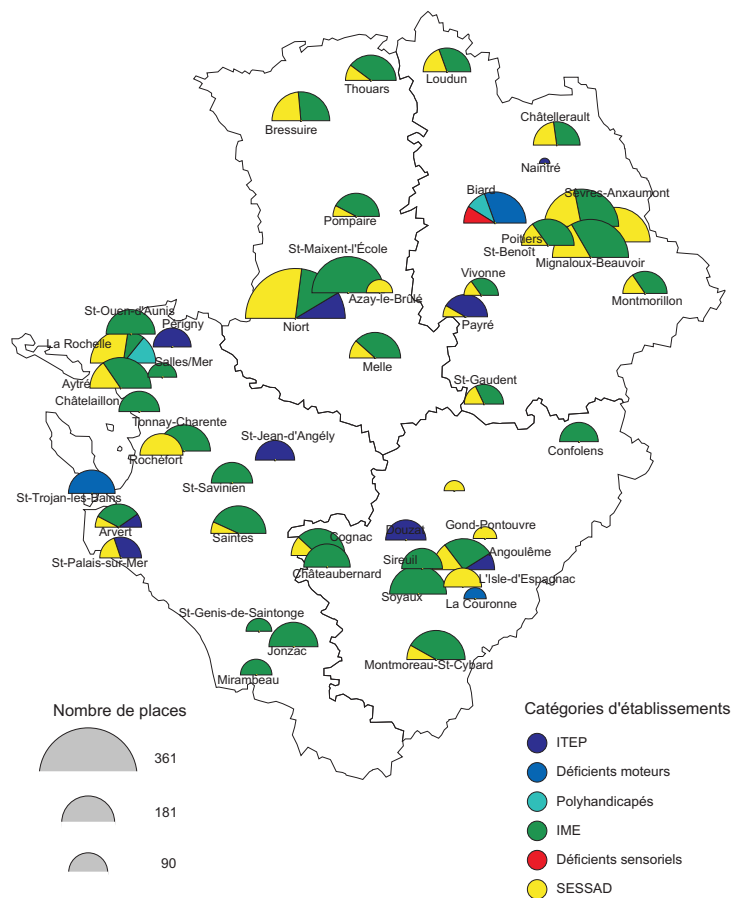 Thouars
Loudun
Bressuire
Châtellerault
Naintré
Biard
Sèvres-Anxaumont
Pompaire
Poitiers
St-Benoît
St-Maixent-l'École
Mignaloux-Beauvoir
Vivonne
Azay-le-Brûlé
Montmorillon
St-Ouen-d'Aunis
Périgny
Niort
Payré
La Rochelle
Salles/Mer
Melle
Aytré
St-Gaudent
Châtelaillon
Tonnay-Charente
St-Jean-d'Angély
Confolens
Rochefort
St-Savinien
St-Trojan-les-Bains
Gond-Pontouvre
Arvert
Douzat
Saintes
Cognac
Angoulême
St-Palais-sur-Mer
Sireuil
Châteaubernard
L'Isle-d'Espagnac
Soyaux
La Couronne
St-Genis-de-Saintonge
Jonzac
Montmoreau-St-Cybard
Mirambeau
Nombre de places
361
181
90
Catégories d'établissements
ITEP
Déficients moteurs
Polyhandicapés
IME
Déficients sensoriels
SESSAD